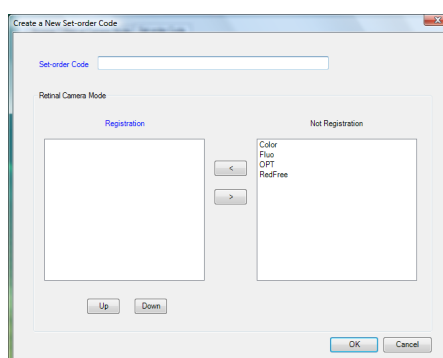 Create a New Set-order Code
Set-order Code
Retinal Camera Mode
Registration
Not Registration
Color
Fluo
OPT
RedFree
<
>
Up
Down
OK
Cancel